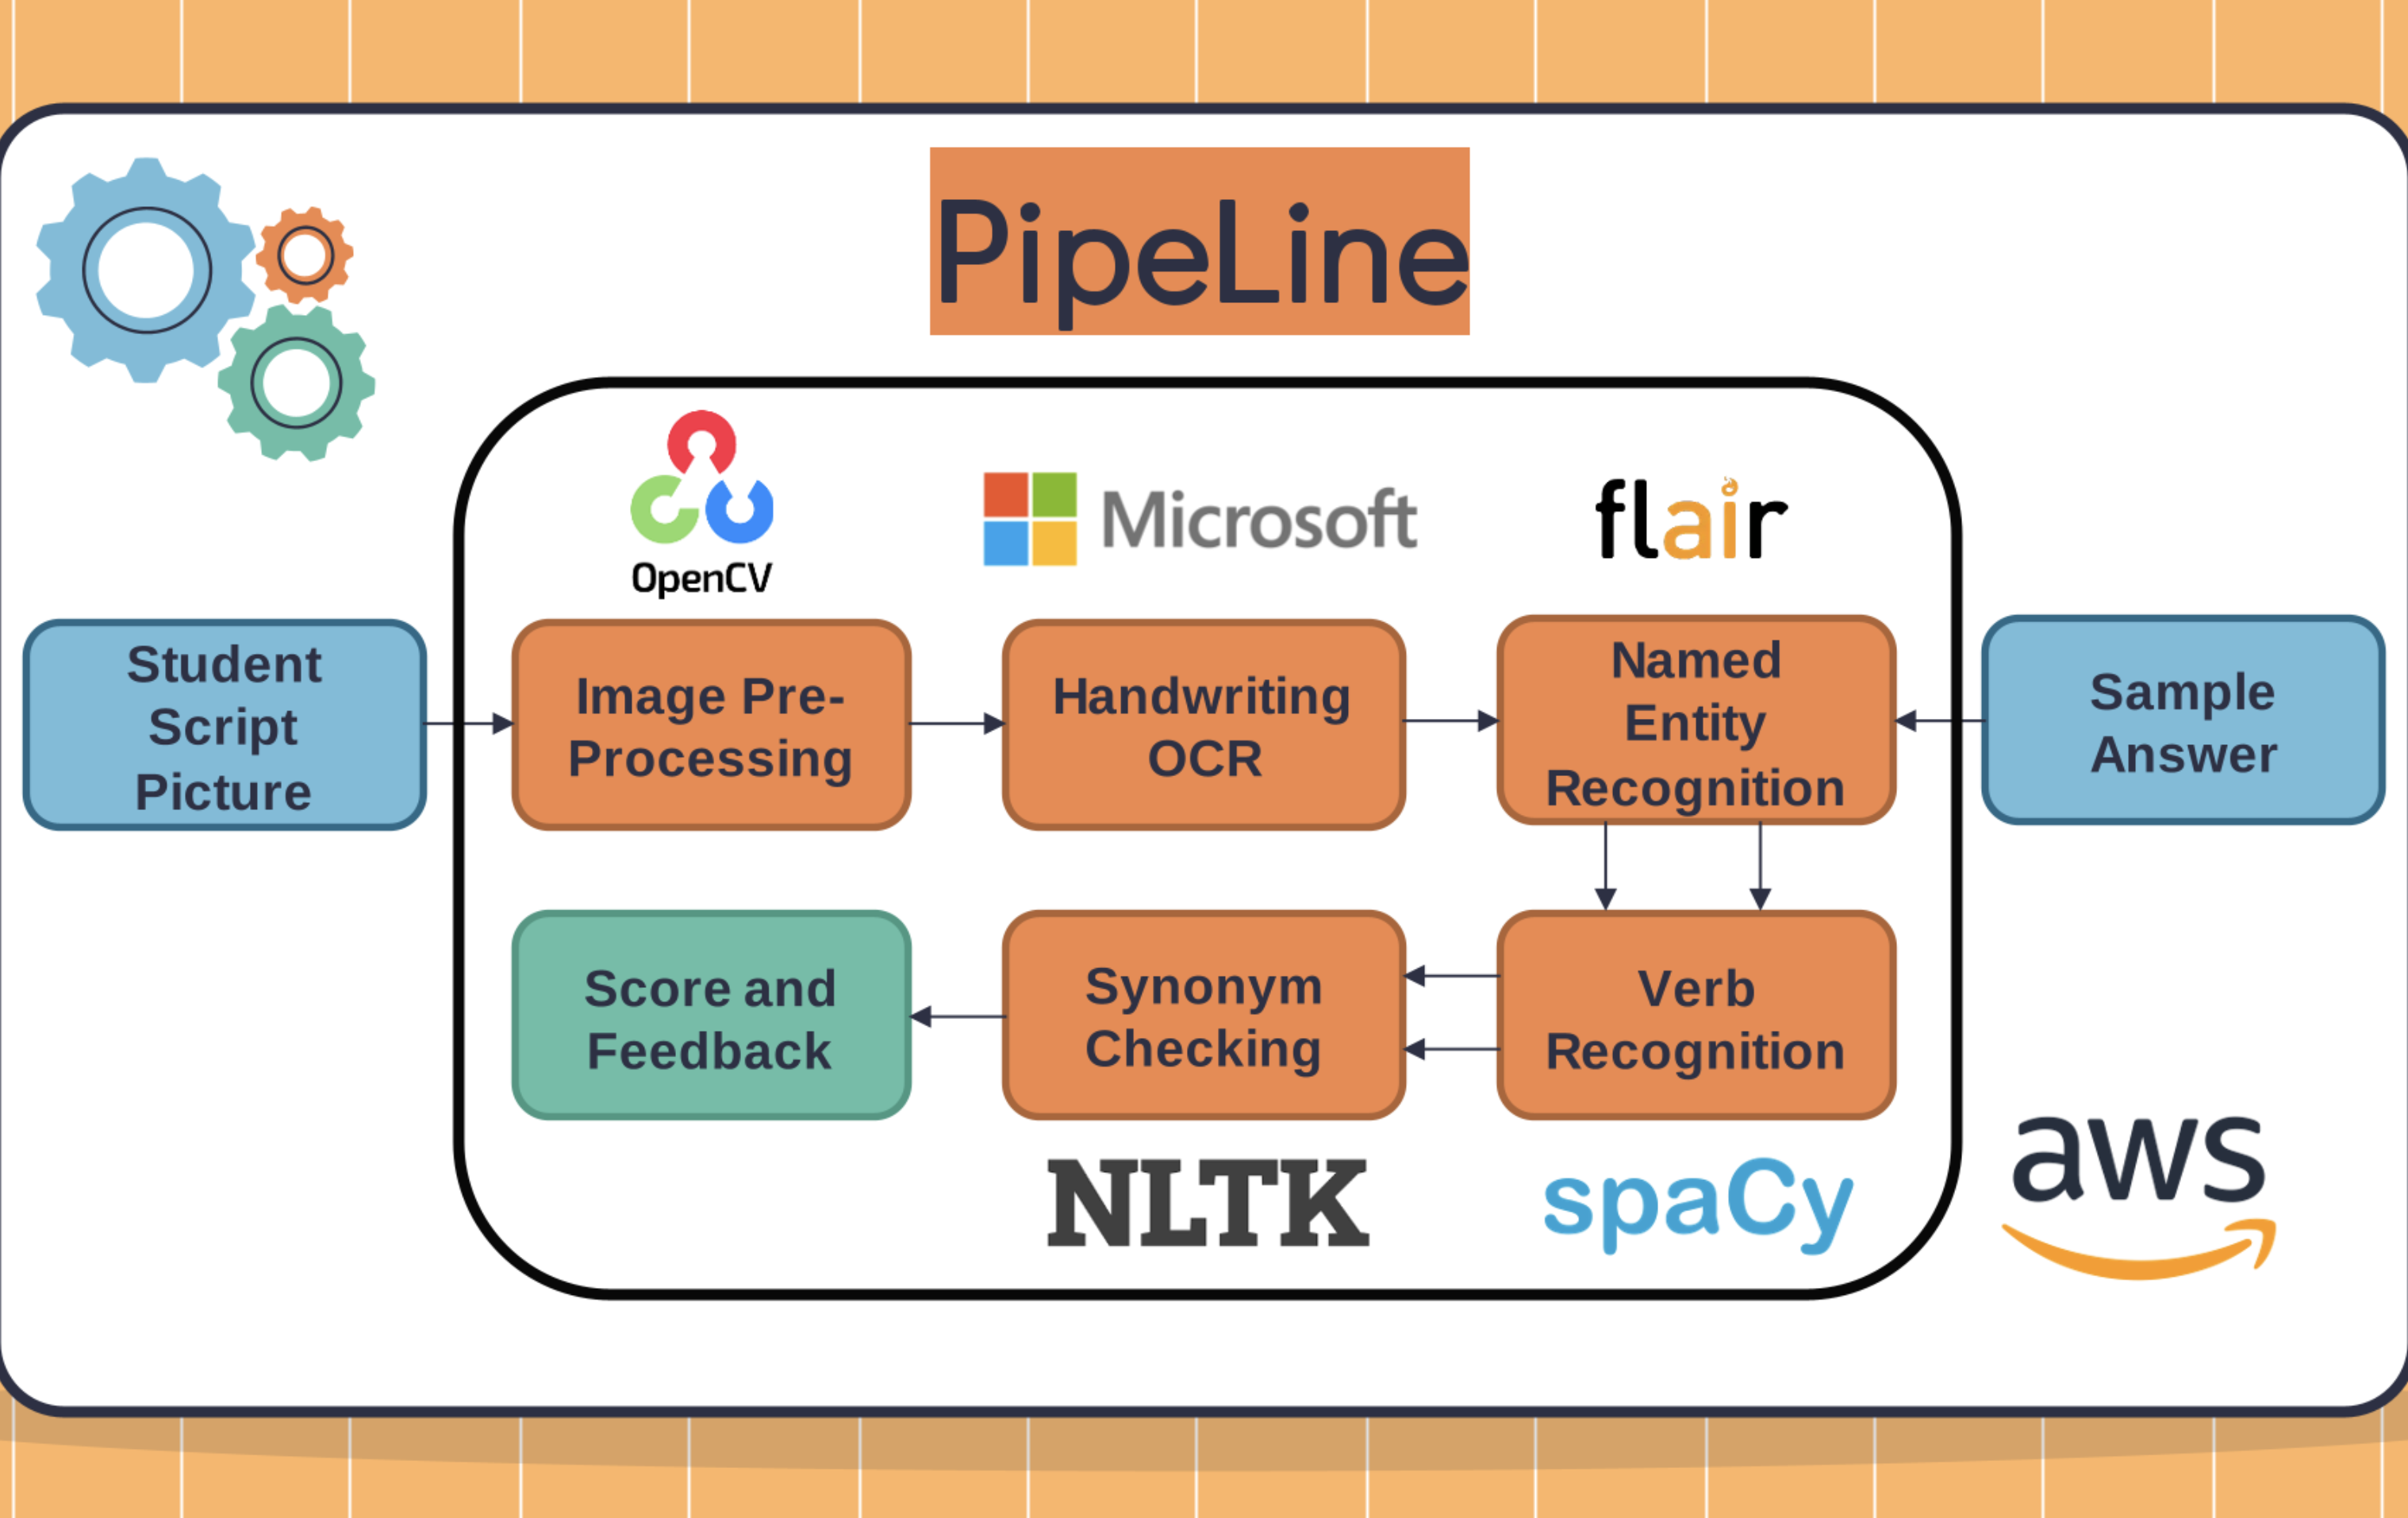 PipeLine
OpenCV
Microsoft
flair
Student
Script
Picture
Image Pre-
Processing
Handwriting
OCR
Named
Entity
Recognition
Sample
Answer
Score and
Feedback
Synonym
Checking
Verb
Recognition
NLTK
spaCy
aws